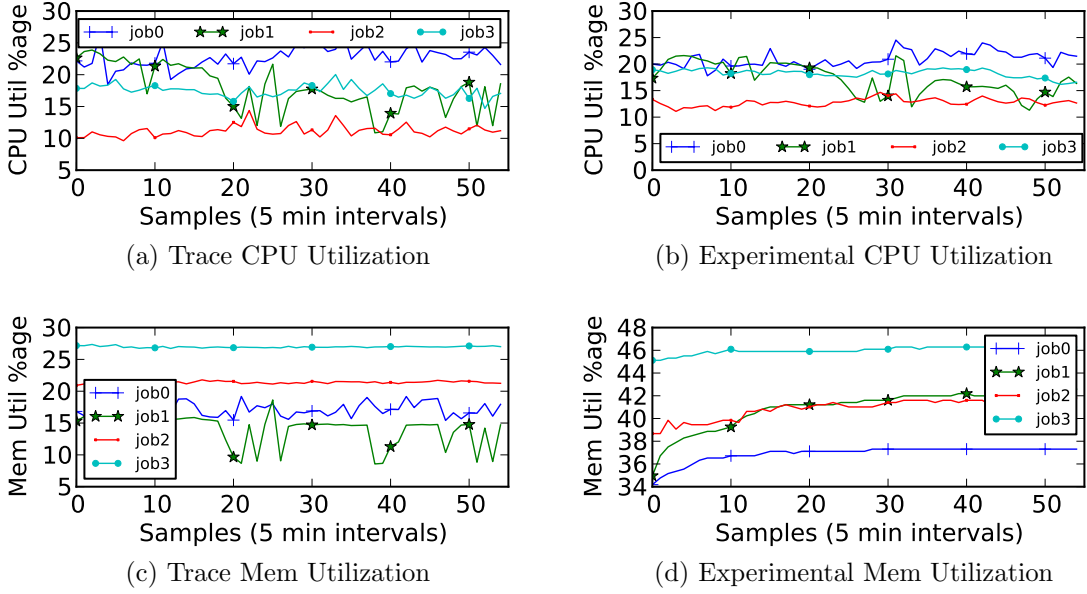 CPU Util %age
30
25
20
15
10
5
job0 job1 job2 job3
0 10 20 30 40 50
Samples (5 min intervals)
(a) Trace CPU Utilization
CPU Util %age
30
25
20
15
10
5
0
job0 job1 job2 job3
0 10 20 30 40 50
Samples (5 min intervals)
(b) Experimental CPU Utilization
Mem Util %age
30
25
20
15
10
5
job0
job1
job2
job3
0 10 20 30 40 50
Samples (5 min intervals)
(c) Trace Mem Utilization
Mem Util %age
48
46
44
42
40
38
36
34
job0
job1
job2
job3
0 10 20 30 40 50
Samples (5 min intervals)
(d) Experimental Mem Utilization